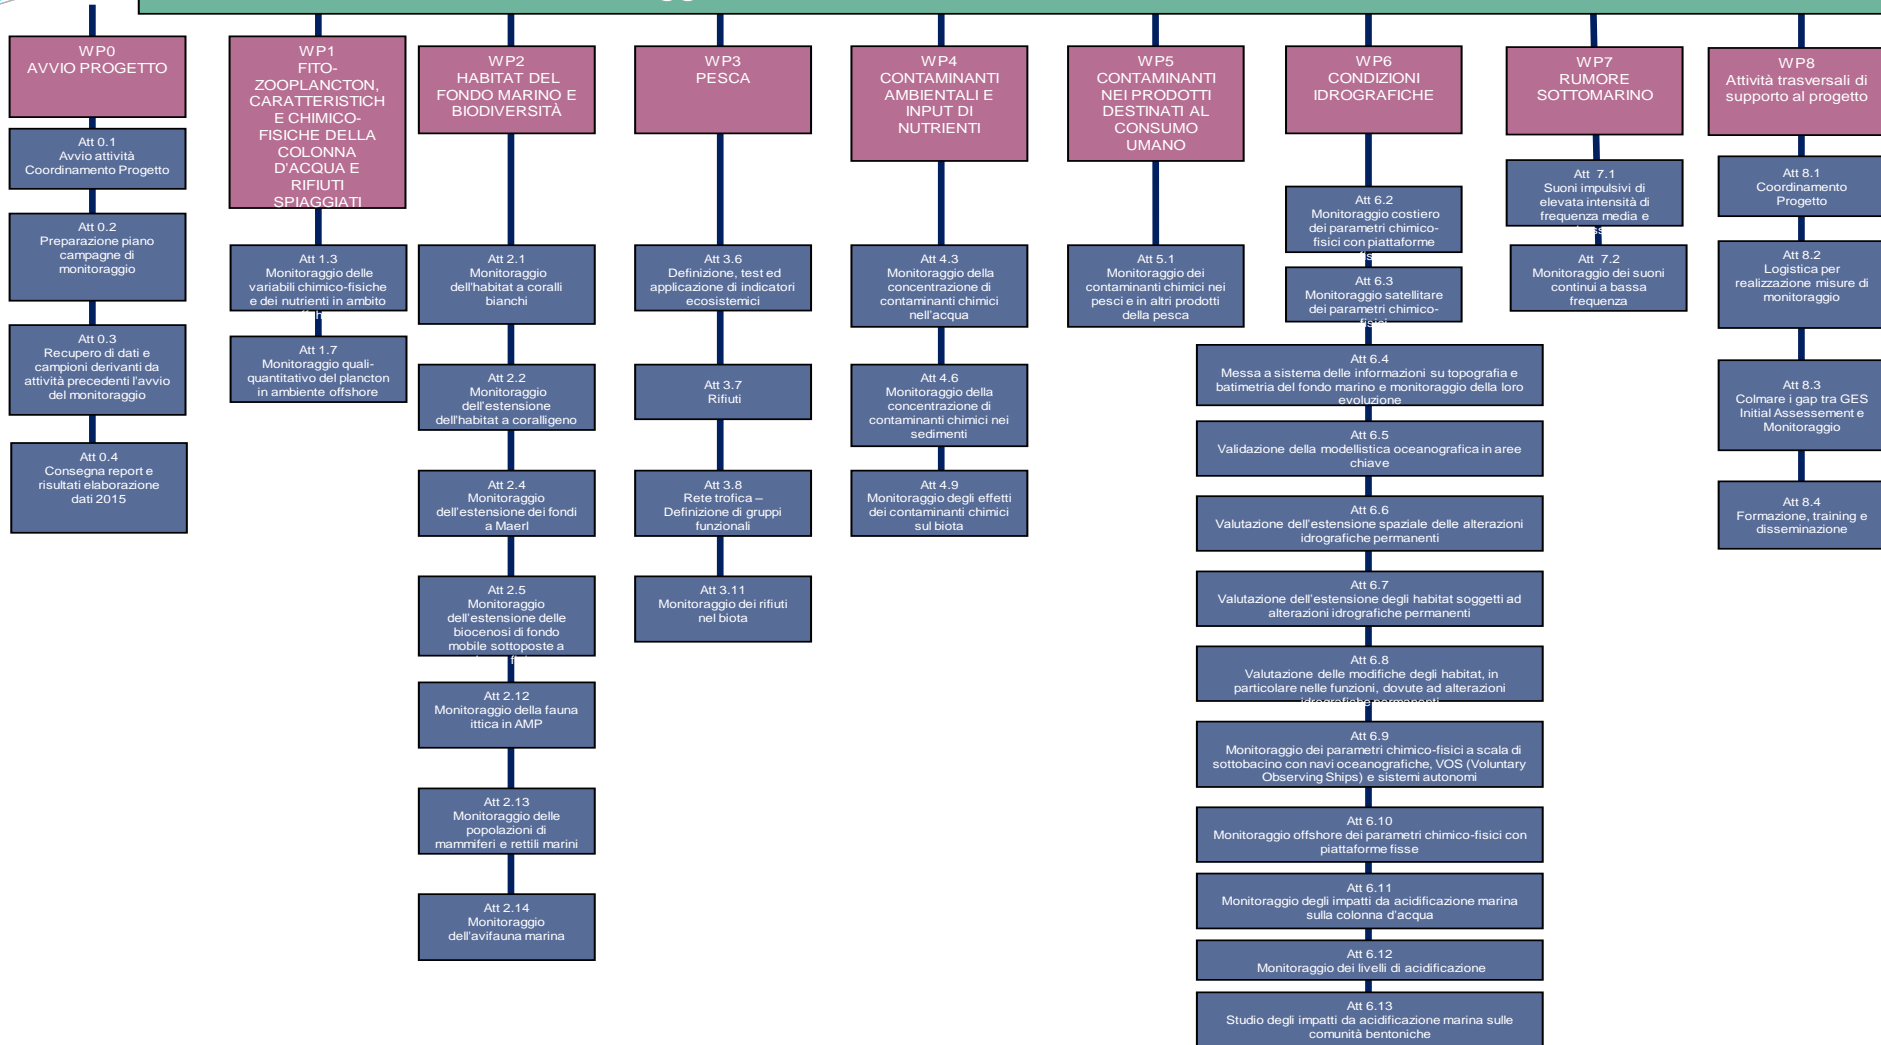 WP0
AVVIO PROGETTO
Att 0.1
Avvio attività
Coordinamento Progetto
Att 0.2
Preparazione piano
campagne di
monitoraggio
Att 0.3
Recupero di dati e
campioni derivanti da
attività precedenti l'avvio
del monitoraggio
Att 0.4
Consegna report e
risultati elaborazione
dati 2015
WP1
FITO-
ZOOPLANCTON,
CARATTERISTICH
E CHIMICO-
FISICHE DELLA
COLONNA
D'ACQUA E
RIFIUTI
SPIAGGIATI
Att 1.3
Monitoraggio delle
variabili chimico-fisiche
e dei nutrienti in ambito
Att 1.7
Monitoraggio quali-
quantitativo del plancton
in ambiente offshore
WP2
HABITAT DEL
FONDO MARINO E
BIODIVERSITÀ
Att 2.1
Monitoraggio
dell'habitat a coralli
bianchi
Att 2.2
Monitoraggio
dell'estensione
dell'habitat a coralligeno
Att 2.4
Monitoraggio
dell'estensione dei fondi
a Maerl
Att 2.5
Monitoraggio
dell'estensione delle
biocenosi di fondo
mobile sottoposte a
Att 2.12
Monitoraggio della fauna
ittica in AMP
Att 2.13
Monitoraggio delle
popolazioni di
mammiferi e rettili marini
Att 2.14
Monitoraggio
dell'avifauna marina
WP3
PESCA
Att 3.6
Definizione, test ed
applicazione di indicatori
ecosistemici
Att 3.7
Rifiuti
Att 3.8
Rete trofica –
Definizione di gruppi
funzionali
Att 3.11
Monitoraggio dei rifiuti
nel biota
WP4
CONTAMINANTI
AMBIENTALI E
INPUT DI
NUTRIENTI
Att 4.3
Monitoraggio della
concentrazione di
contaminanti chimici
nell'acqua
Att 4.6
Monitoraggio della
concentrazione di
contaminanti chimici nei
sedimenti
Att 4.9
Monitoraggio degli effetti
dei contaminanti chimici
sul biota
WP5
CONTAMINANTI
NEI PRODOTTI
DESTINATI AL
CONSUMO
UMANO
Att 5.1
Monitoraggio dei
contaminanti chimici nei
pesci e in altri prodotti
della pesca
WP6
CONDIZIONI
IDROGRAFICHE
Att 6.2
Monitoraggio costiero
dei parametri chimico-
fisici con piattaforme
Att 6.3
Monitoraggio satellitare
dei parametri chimico-
fisici
Att 6.4
Messa a sistema delle informazioni su topografia e
batimetria del fondo marino e monitoraggio della loro
evoluzione
Att 6.5
Validazione della modellistica oceanografica in aree
chiave
Att 6.6
Valutazione dell'estensione spaziale delle alterazioni
idrografiche permanenti
Att 6.7
Valutazione dell'estensione degli habitat soggetti ad
alterazioni idrografiche permanenti
Att 6.8
Valutazione delle modifiche degli habitat, in
particolare nelle funzioni, dovute ad alterazioni
idrografiche permanenti
Att 6.9
Monitoraggio dei parametri chimico-fisici a scala di
sottobacino con navi oceanografiche, VOS (Voluntary
Observing Ships) e sistemi autonomi
Att 6.10
Monitoraggio offshore dei parametri chimico-fisici con
piattaforme fisse
Att 6.11
Monitoraggio degli impatti da acidificazione marina
sulla colonna d'acqua
Att 6.12
Monitoraggio dei livelli di acidificazione
Att 6.13
Studio degli impatti da acidificazione marina sulle
comunità bentoniche
WP7
RUMORE
SOTTOMARINO
Att 7.1
Suoni impulsivi di
elevata intensità di
frequenza media e
Att 7.2
Monitoraggio dei suoni
continui a bassa
frequenza
WP8
Attività trasversali di
supporto al progetto
Att 8.1
Coordinamento
Progetto
Att 8.2
Logistica per
realizzazione misure di
monitoraggio
Att 8.3
Colmare i gap tra GES
Initial Assessment e
Monitoraggio
Att 8.4
Formazione, training e
disseminazione